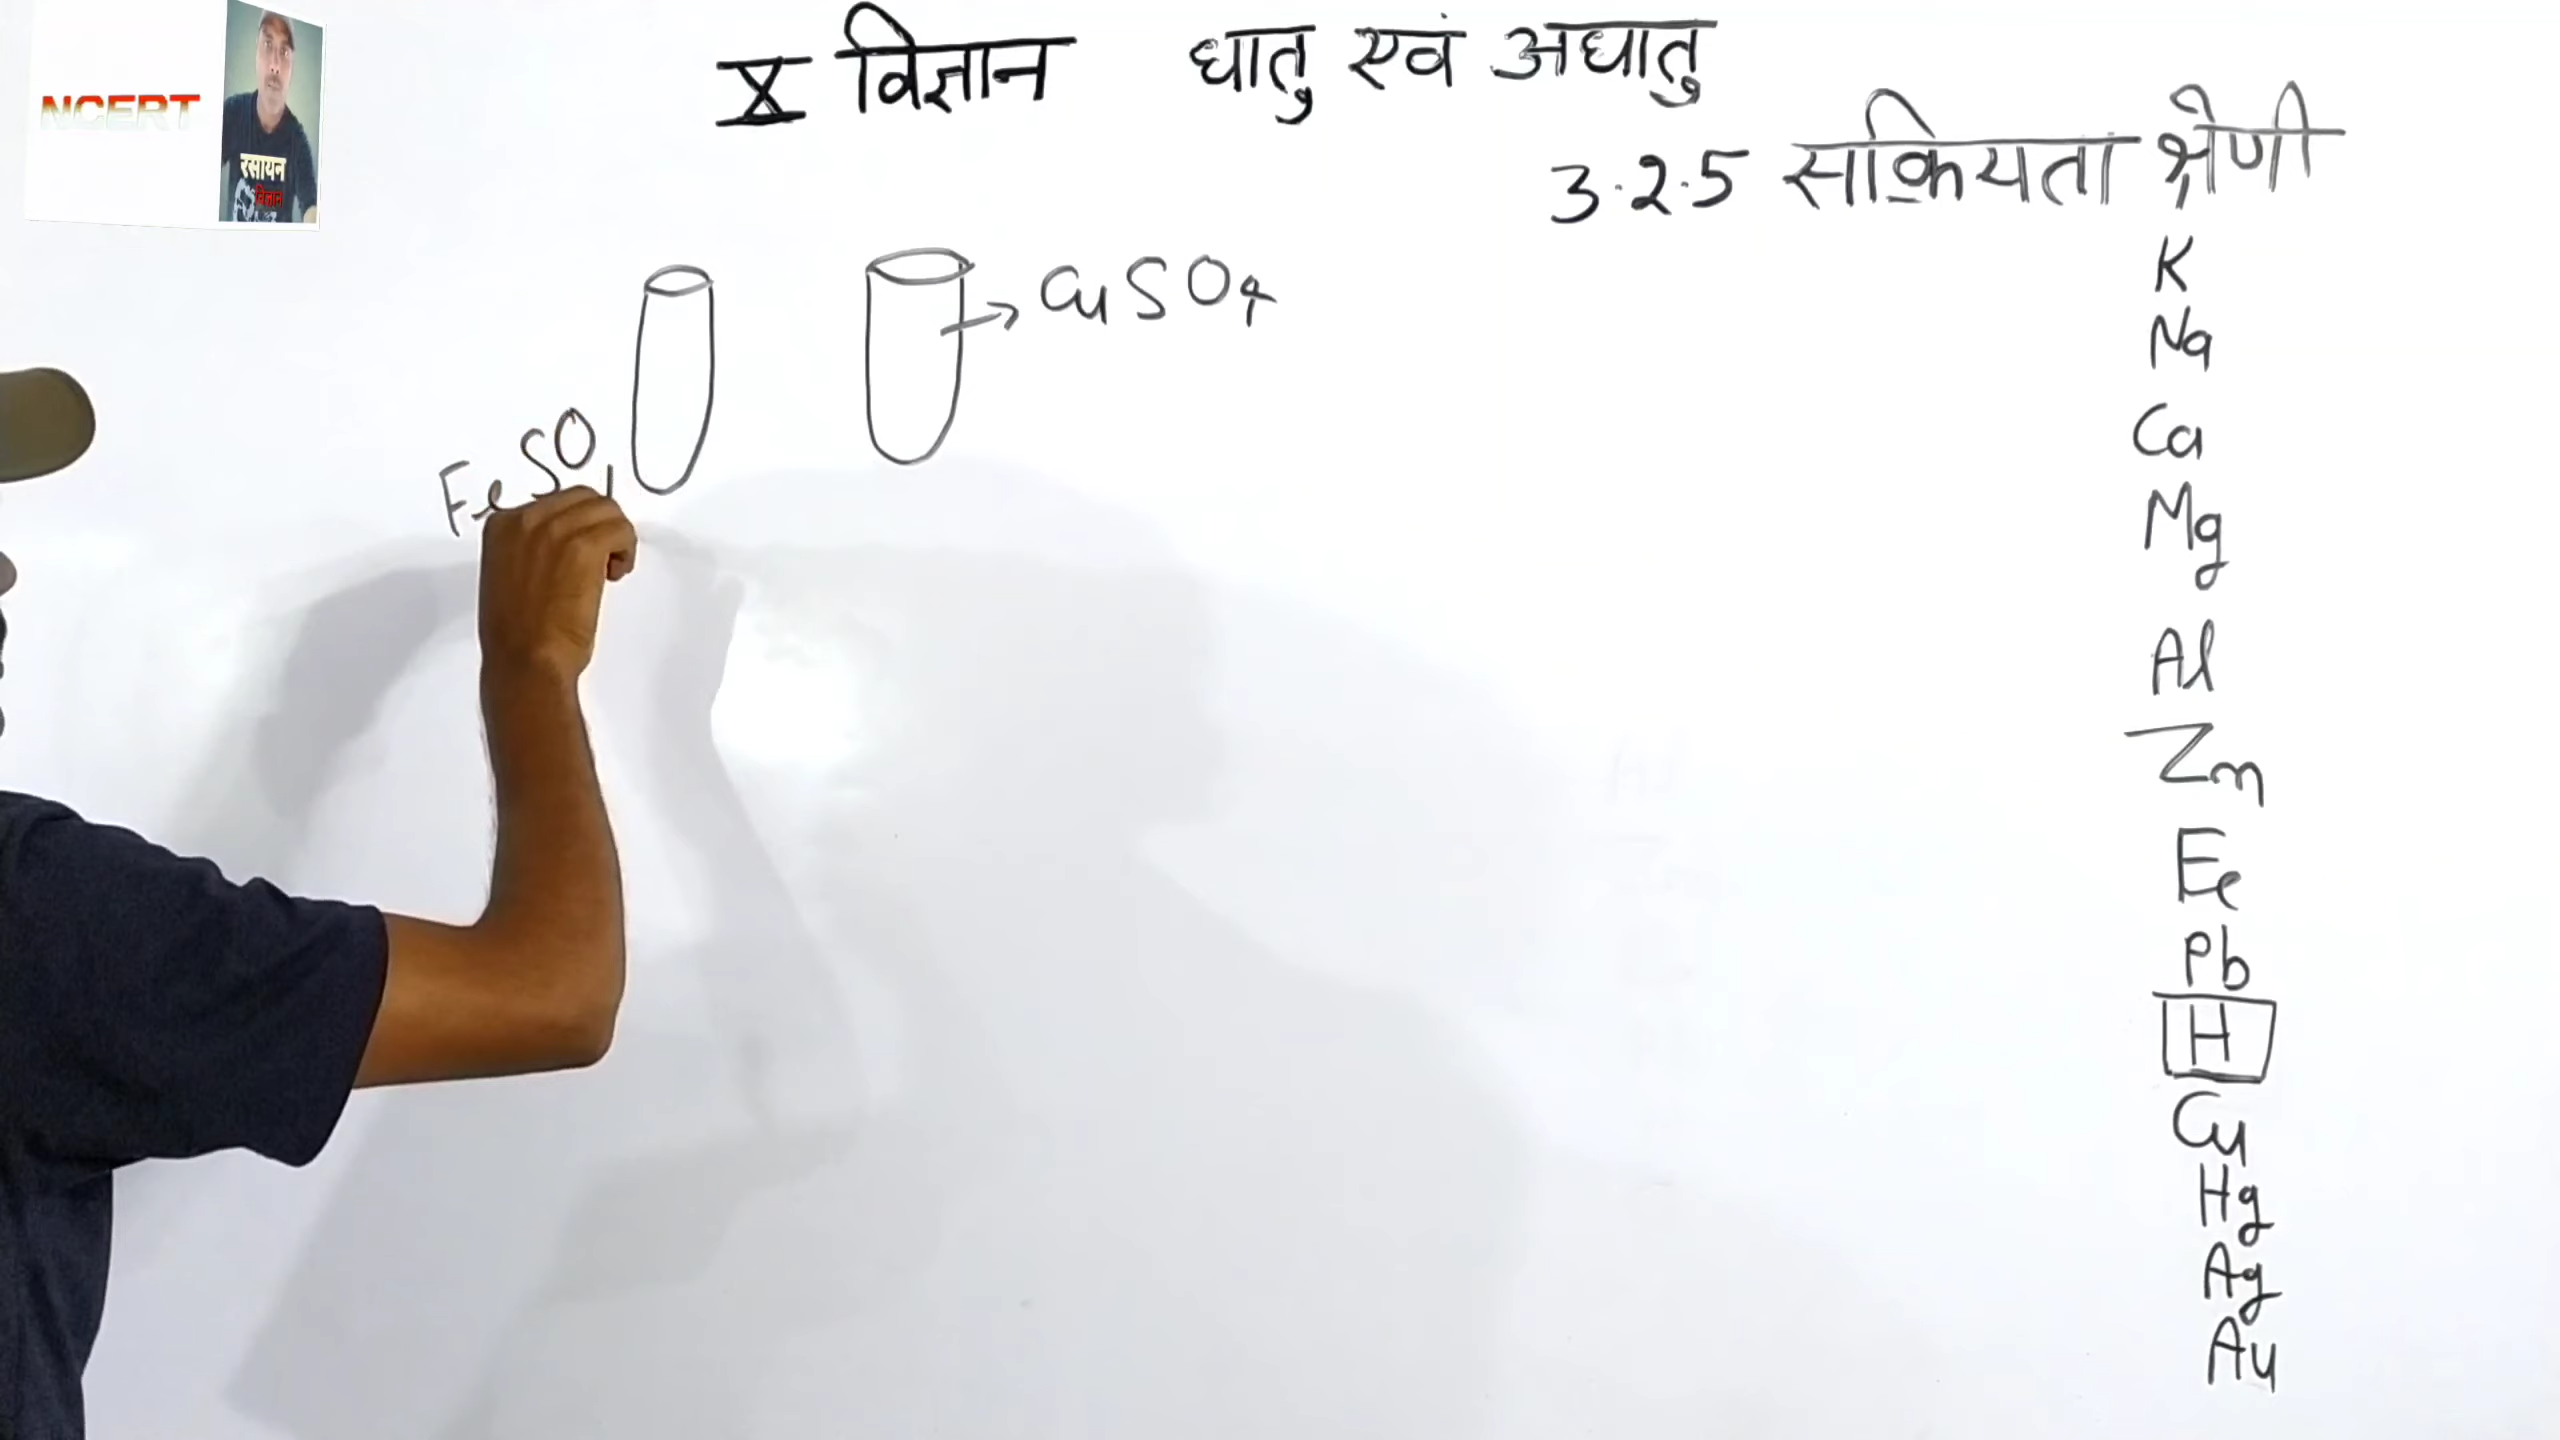 X विज्ञान धातु एवं अधातु
NCERT
रसायन
विज्ञान
3.2.5 सक्रियता श्रेणी
CuSO4
FeSO
K
Na
Ca
Mg
Al
Zn
Fe
Pb
H
Cu
Hg
Ag
Au